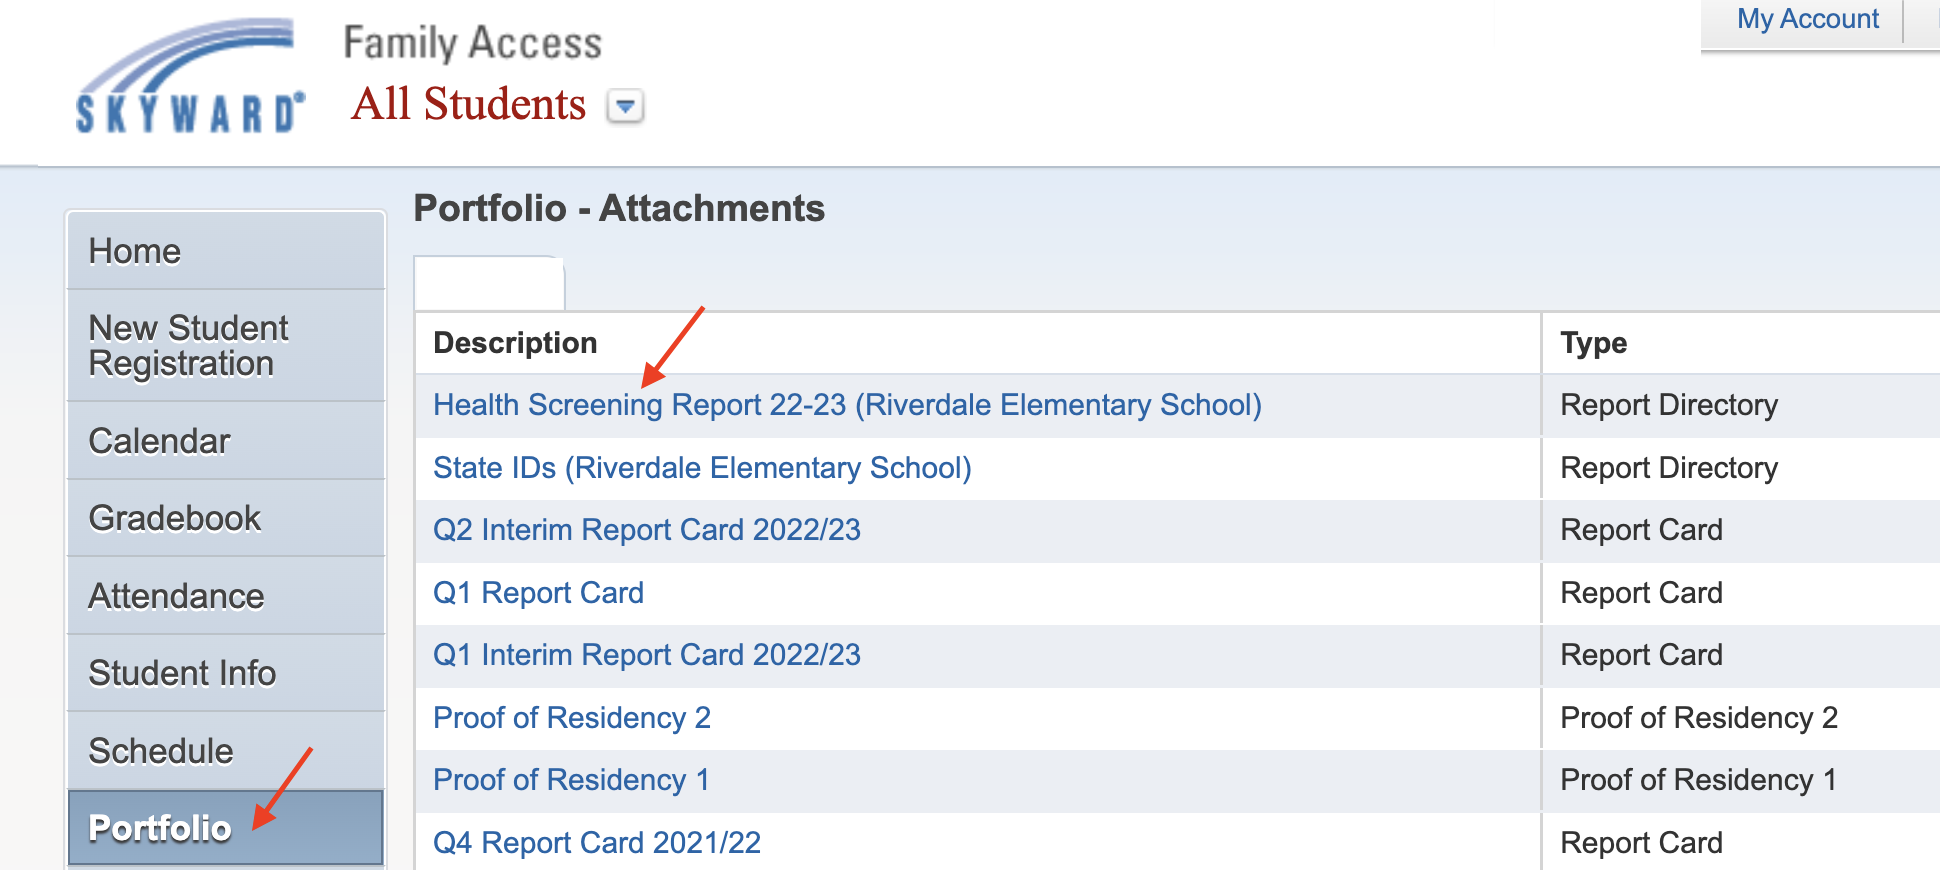 SKYWARD®
Family Access
All Students
My Account
Home
New Student
Registration
Calendar
Gradebook
Attendance
Student Info
Schedule
Portfolio
Portfolio - Attachments
Description Type
Health Screening Report 22-23 (Riverdale Elementary School) Report Directory
State IDs (Riverdale Elementary School) Report Directory
Q2 Interim Report Card 2022/23 Report Card
Q1 Report Card Report Card
Q1 Interim Report Card 2022/23 Report Card
Proof of Residency 2 Proof of Residency 2
Proof of Residency 1 Proof of Residency 1
Q4 Report Card 2021/22 Report Card